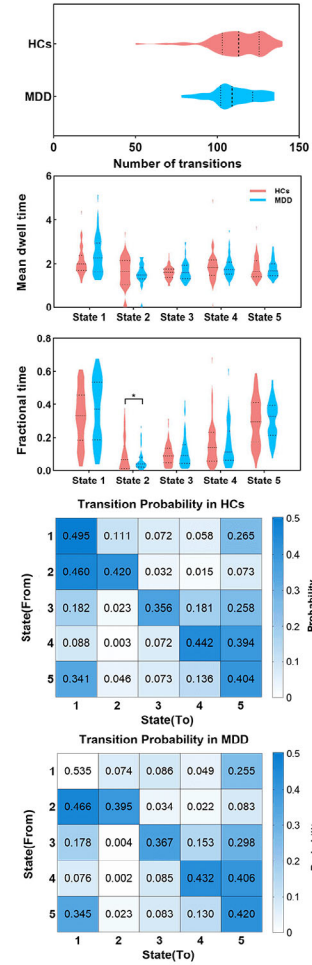 HCs
MDD
0 50 100 150
Number of transitions
6
4
2
0
Mean dwell time
HCs
MDD
State 1 State 2 State 3 State 4 State 5
0.8
0.6
0.4
0.2
0.0
Fractional time
*
State 1 State 2 State 3 State 4 State 5
Transition Probability in HCs
State(From)
1 0.495 0.111 0.072 0.058 0.265
2 0.460 0.420 0.032 0.015 0.073
3 0.182 0.023 0.356 0.181 0.258
4 0.088 0.003 0.072 0.442 0.394
5 0.341 0.046 0.073 0.136 0.404
1 2 3 4 5
State(To)
0.5
0.4
0.3
0.2
0.1
0
Probability
Transition Probability in MDD
State(From)
1 0.535 0.074 0.086 0.049 0.255
2 0.466 0.395 0.034 0.022 0.083
3 0.178 0.004 0.367 0.153 0.298
4 0.076 0.002 0.085 0.432 0.406
5 0.345 0.023 0.083 0.130 0.420
1 2 3 4 5
State(To)
0.5
0.4
0.3
0.2
0.1
0